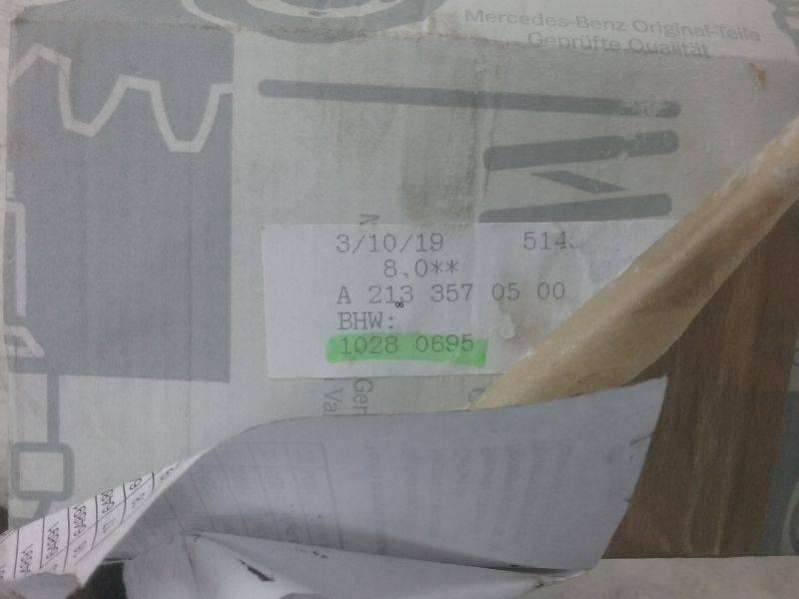 Mercedes-Benz Original-Teile
Geprüfte Qualität
3/10/19 514
8,0**
A 213 357 05 00
BHW:
1028 0695